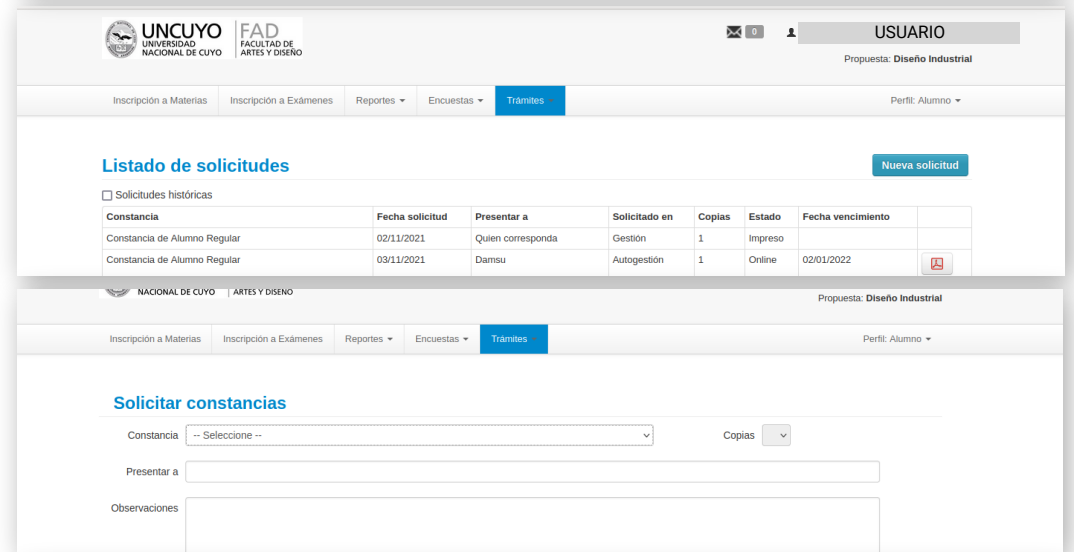 UNCUYO
UNIVERSIDAD
NACIONAL DE CUYO
FAD
FACULTAD DE
ARTES Y DISEÑO
0
USUARIO
Propuesta: Diseño Industrial
Inscripción a Materias Inscripción a Exámenes Reportes Encuestas Trámites Perfil: Alumno
Listado de solicitudes Nueva solicitud
Solicitudes históricas
Constancia Fecha solicitud Presentar a Solicitado en Copias Estado Fecha vencimiento
Constancia de Alumno Regular 02/11/2021 Quien corresponda Gestión 1 Impreso
Constancia de Alumno Regular 03/11/2021 Damsu Autogestión 1 Online 02/01/2022
NACIONAL DE CUYO ARTES Y DISEÑO
Propuesta: Diseño Industrial
Inscripción a Materias Inscripción a Exámenes Reportes Encuestas Trámites Perfil: Alumno
Solicitar constancias
Constancia -- Seleccione -- Copias
Presentar a
Observaciones